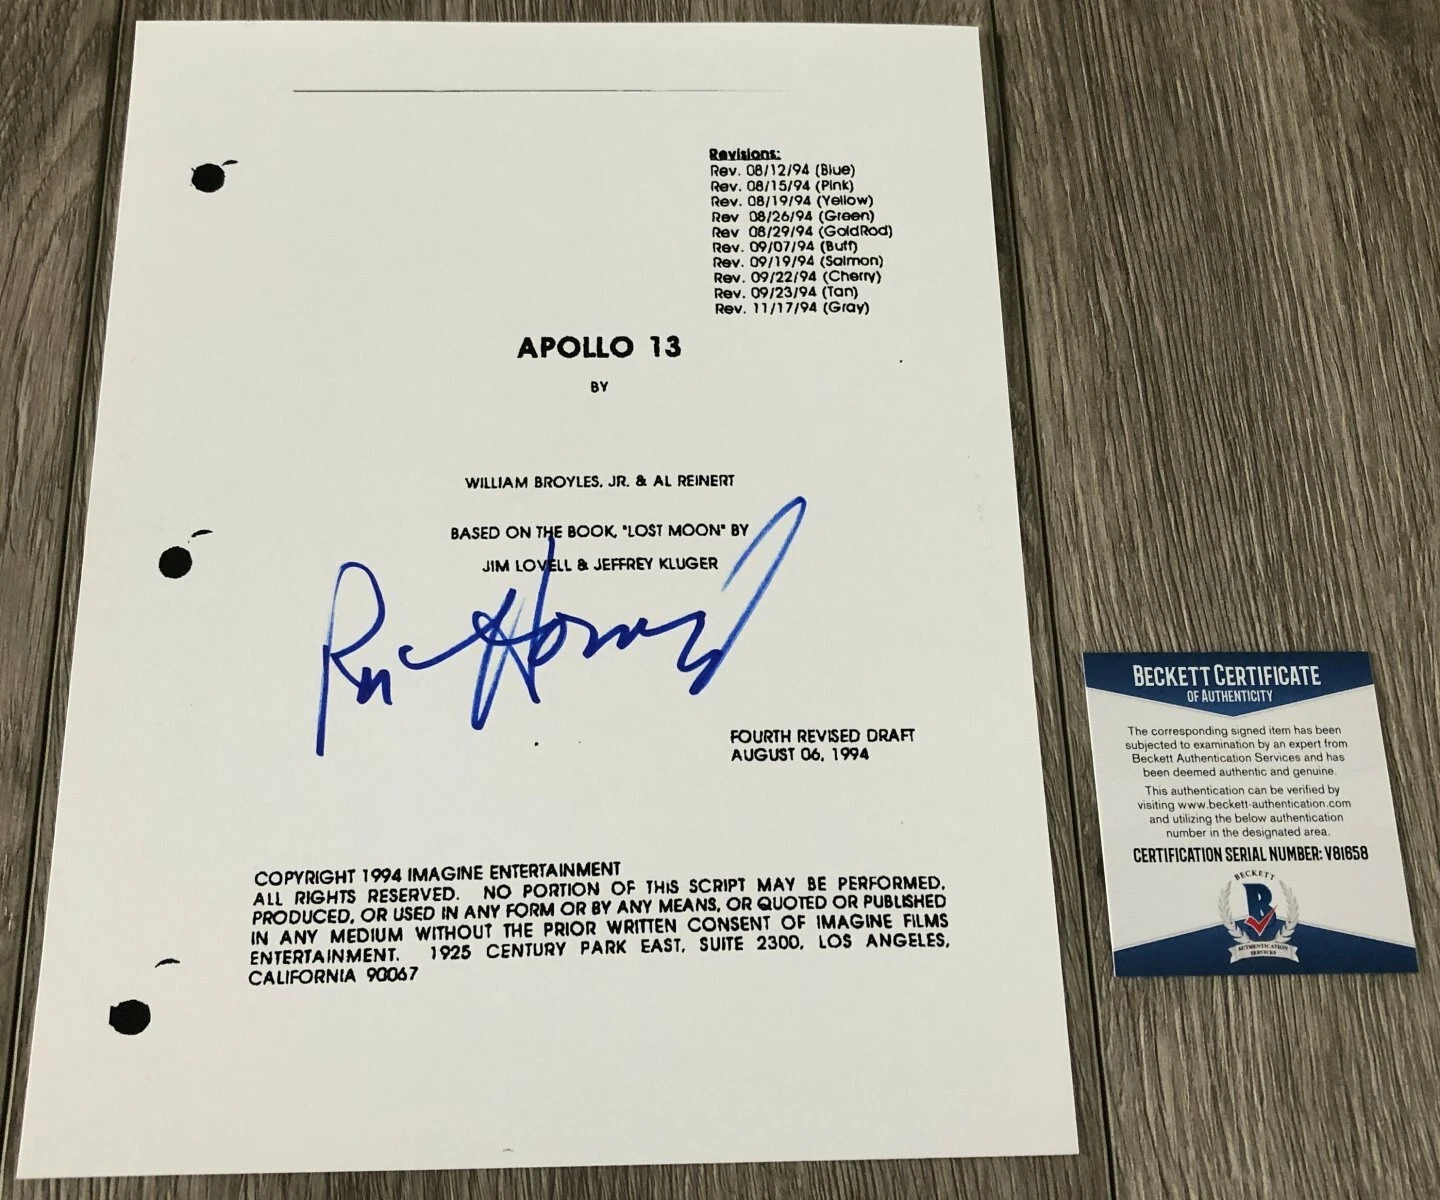 Revisions:
Rev. 08/12/94 (Blue)
Rev. 08/15/94 (Pink)
Rev. 08/19/94 (Yellow)
Rev 08/26/94 (Green)
Rev 08/29/94 (GoldRod)
Rev. 09/07/94 (Buff)
Rev. 09/19/94 (Salmon)
Rev. 09/22/94 (Cherry)
Rev. 09/23/94 (Tan)
Rev. 11/17/94 (Gray)
APOLLO 13
BY
WILLIAM BROYLES, JR. & AL REINERT
BASED ON THE BOOK, "LOST MOON" BY
JIM LOVELL & JEFFREY KLUGER
Ron Howard
FOURTH REVISED DRAFT
AUGUST 06, 1994
COPYRIGHT 1994 IMAGINE ENTERTAINMENT
ALL RIGHTS RESERVED. NO PORTION OF THIS SCRIPT MAY BE PERFORMED,
PRODUCED, OR USED IN ANY FORM OR BY ANY MEANS, OR QUOTED OR PUBLISHED
IN ANY MEDIUM WITHOUT THE PRIOR WRITTEN CONSENT OF IMAGINE FILMS
ENTERTAINMENT. 1925 CENTURY PARK EAST, SUITE 2300, LOS ANGELES,
CALIFORNIA 90067
BECKETT CERTIFICATE
OF AUTHENTICITY
The corresponding signed item has been
subjected to examination by an expert from
Beckett Authentication Services and has
been deemed authentic and genuine.
This authentication can be verified by
visiting www.beckett-authentication.com
and utilizing the below authentication
number in the designated area.
CERTIFICATION SERIAL NUMBER: V81658
BECKETT
B
AUTHENTICATION
SERVICES